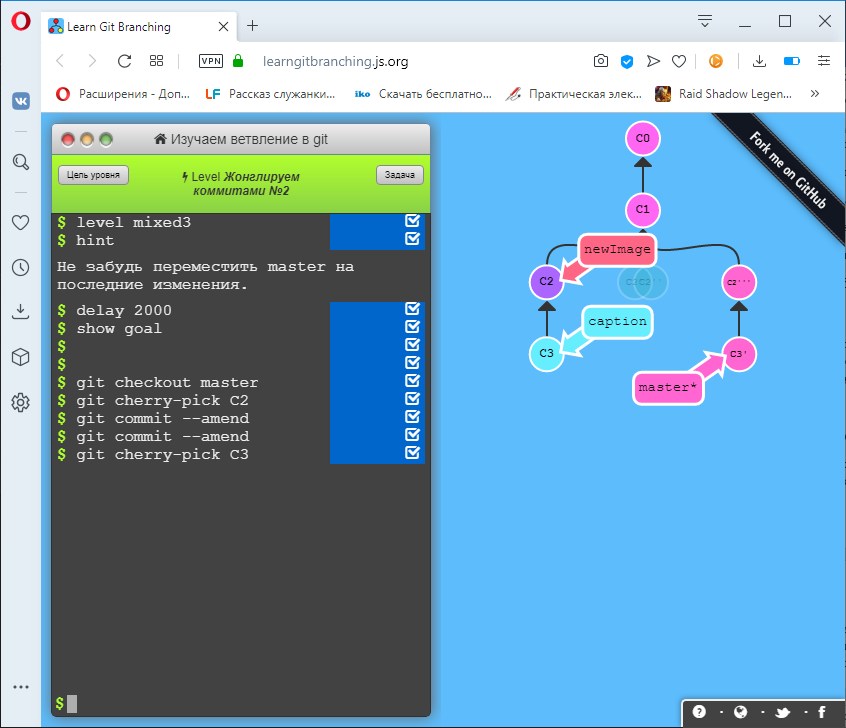 Learn Git Branching
VPN
learngitbranching.js.org
Расширения - Доп...
LF
Рассказ служанки...
iko
Скачать бесплатно...
Практическая элек...
Raid Shadow Legen...
Изучаем ветвление в git
Цель уровня
Level Жонглируем
коммитами №2
Задача
$ level mixed3
$ hint
Не забудь переместить master на
последние изменения.
$ delay 2000
$ show goal
$
$
$ git checkout master
$ git cherry-pick C2
$ git commit --amend
$ git commit --amend
$ git cherry-pick C3
$
Fork me on GitHub
C0
C1
newImage
C2
C2'''
caption
C3
C3'
master*